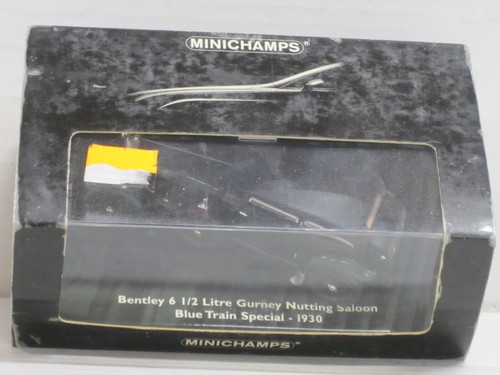 MINICHAMPS®
Bentley 6 1/2 Litre Gurney Nutting Saloon
Blue Train Special - 1930
MINICHAMPS®